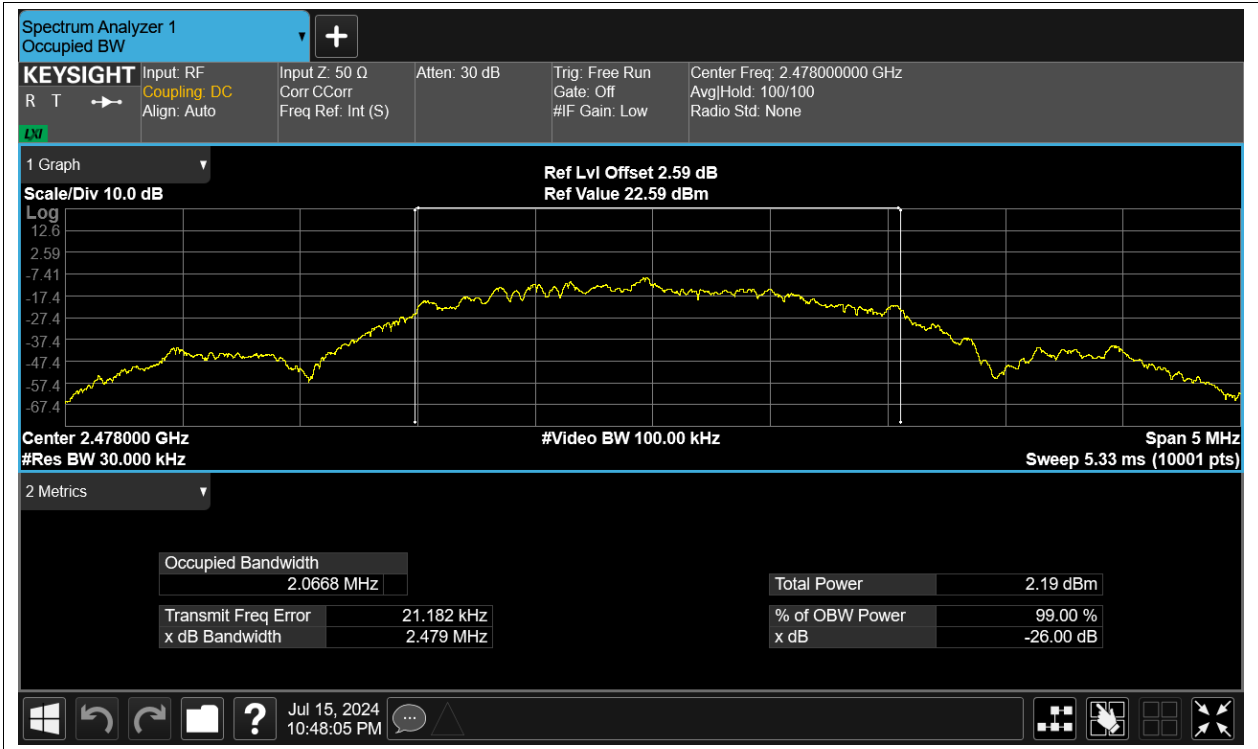 Spectrum Analyzer 1
Occupied BW
▼
+
KEYSIGHT
R T
LXI
Input: RF
Coupling: DC
Align: Auto
Input Z: 50 Ω
Corr CCorr
Freq Ref: Int (S)
Atten: 30 dB
Trig: Free Run
Gate: Off
#IF Gain: Low
Center Freq: 2.478000000 GHz
Avg|Hold: 100/100
Radio Std: None
1 Graph ▼
Scale/Div 10.0 dB
Ref Lvl Offset 2.59 dB
Ref Value 22.59 dBm
Log
12.6
2.59
-7.41
-17.4
-27.4
-37.4
-47.4
-57.4
-67.4
Center 2.478000 GHz
#Res BW 30.000 kHz
#Video BW 100.00 kHz
Span 5 MHz
Sweep 5.33 ms (10001 pts)
2 Metrics ▼
Occupied Bandwidth
2.0668 MHz
Transmit Freq Error 21.182 kHz
x dB Bandwidth 2.479 MHz
Total Power 2.19 dBm
% of OBW Power 99.00 %
x dB -26.00 dB
?
Jul 15, 2024
10:48:05 PM